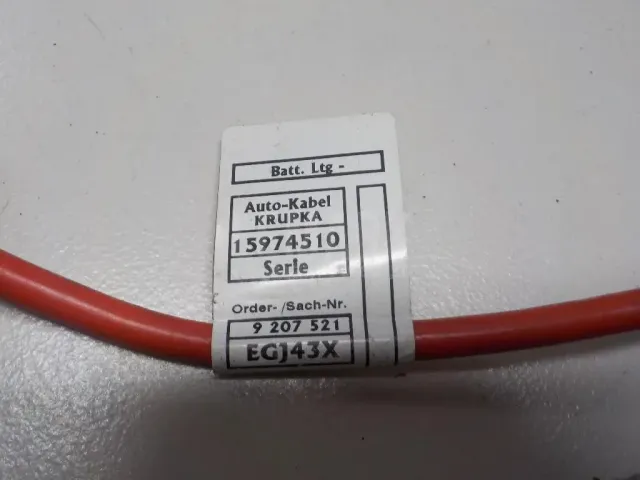 Batt. Ltg -
Auto-Kabel
KRUPKA
15974510
Serie
Order- /Sach-Nr.
9 207 521
EGJ43X